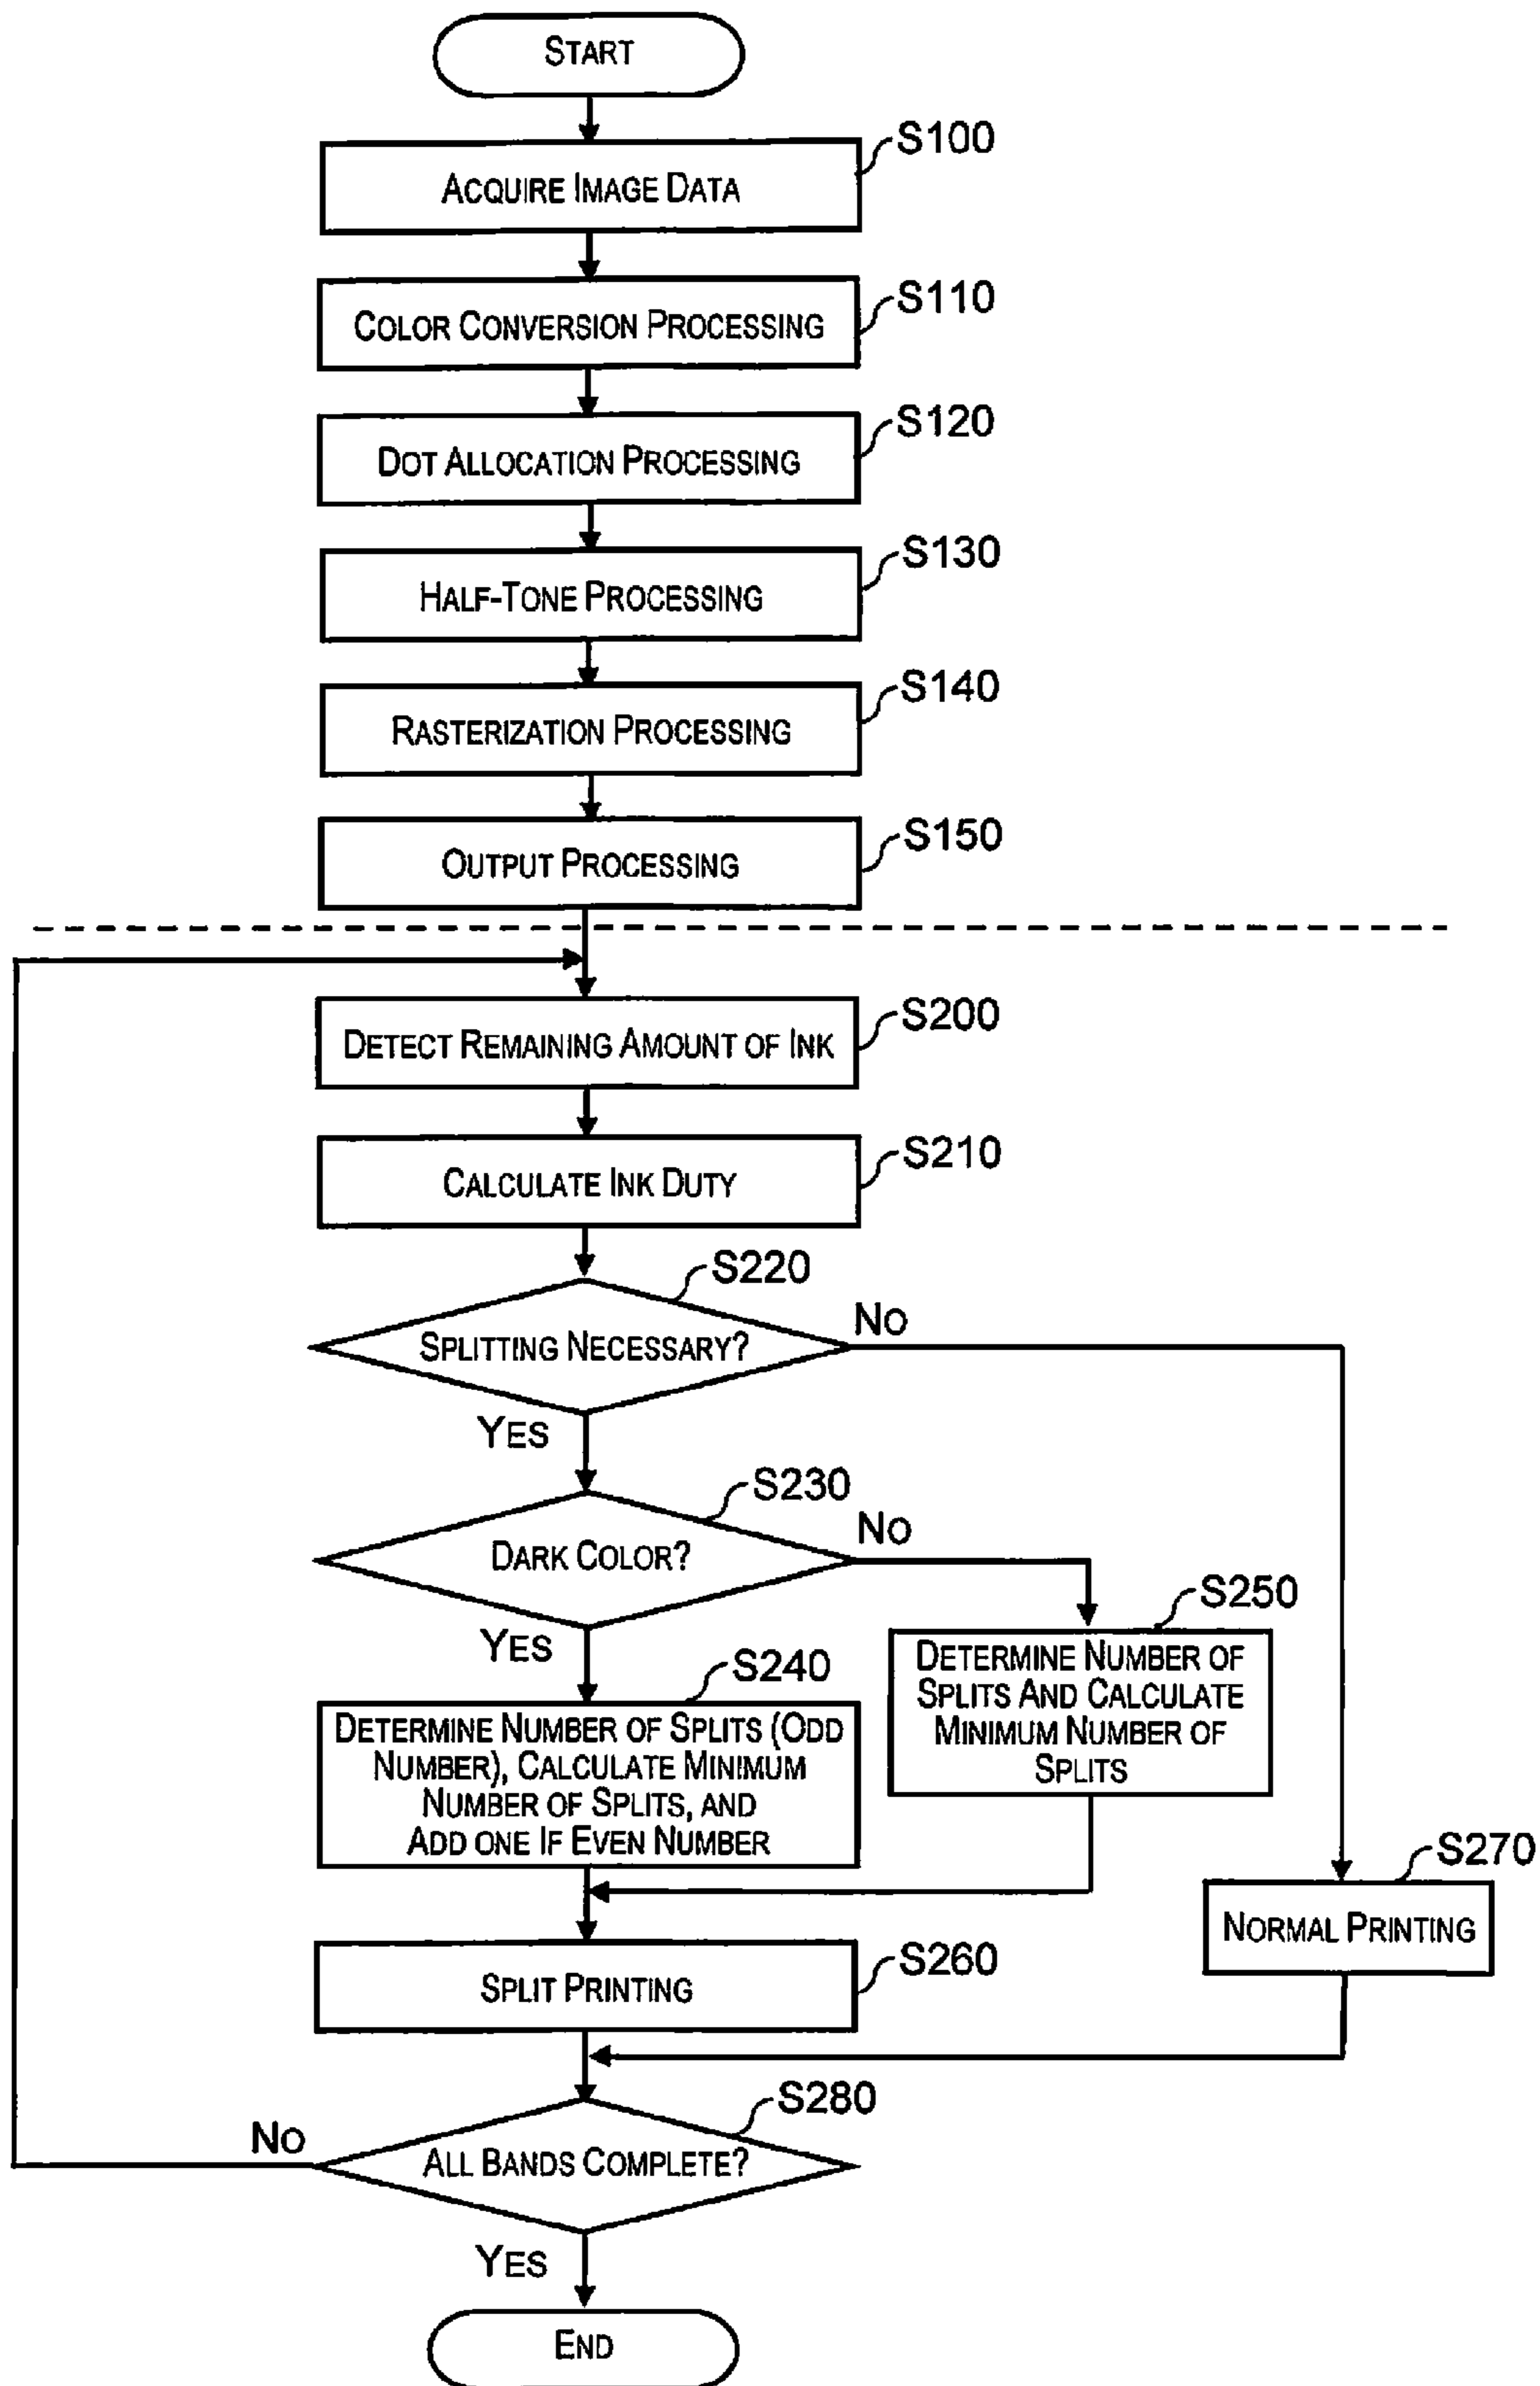 START
S100
ACQUIRE IMAGE DATA
S110
COLOR CONVERSION PROCESSING
S120
DOT ALLOCATION PROCESSING
S130
HALF-TONE PROCESSING
S140
RASTERIZATION PROCESSING
S150
OUTPUT PROCESSING
S200
DETECT REMAINING AMOUNT OF INK
S210
CALCULATE INK DUTY
S220
SPLITTING NECESSARY?
NO
YES
S230
DARK COLOR?
NO
YES
S240
DETERMINE NUMBER OF SPLITS (ODD
NUMBER), CALCULATE MINIMUM
NUMBER OF SPLITS, AND
ADD ONE IF EVEN NUMBER
S250
DETERMINE NUMBER OF
SPLITS AND CALCULATE
MINIMUM NUMBER OF
SPLITS
S260
SPLIT PRINTING
S270
NORMAL PRINTING
S280
ALL BANDS COMPLETE?
NO
YES
END